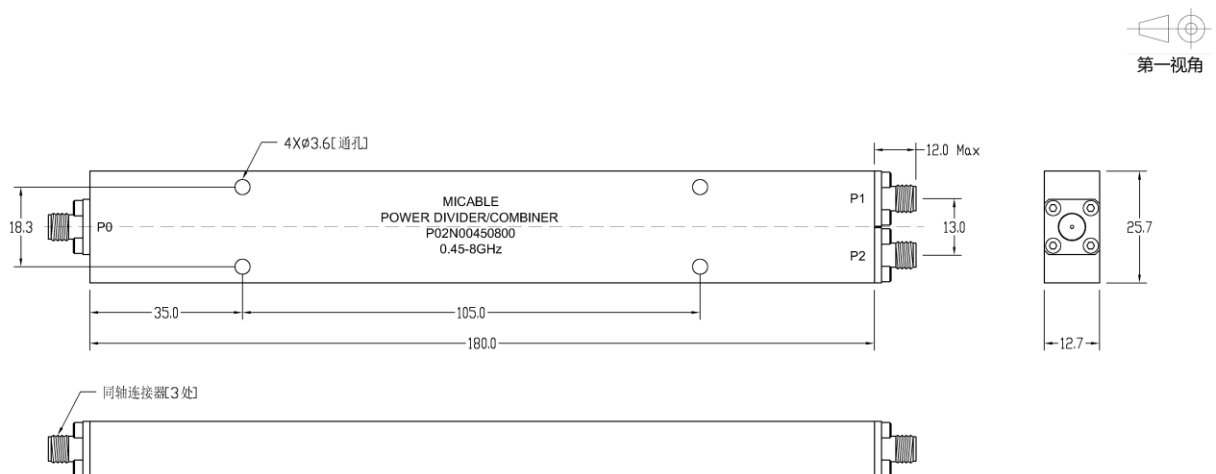 第一视角
4XØ3.6[通孔]
12.0 Max
MICABLE
POWER DIVIDER/COMBINER
P02N00450800
0.45-8GHz
P0
P1
P2
18.3
13.0
25.7
35.0
105.0
180.0
12.7
同轴连接器[3处]